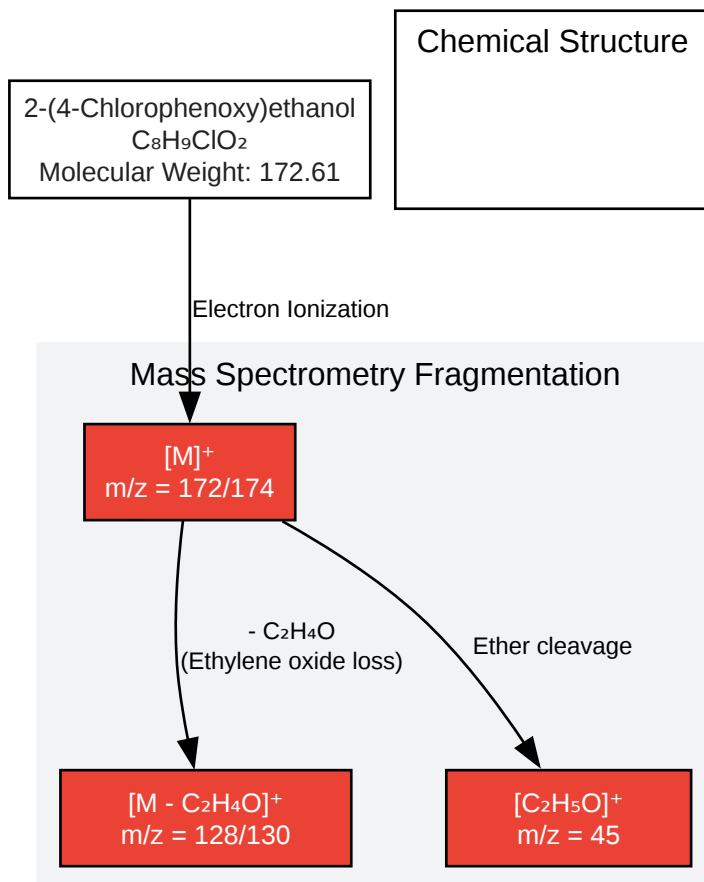 Chemical Structure
2-(4-Chlorophenoxy)ethanol
C₈H₉ClO₂
Molecular Weight: 172.61
Electron Ionization
Mass Spectrometry Fragmentation
[M]⁺
m/z = 172/174
- C₂H₄O
(Ethylene oxide loss)
Ether cleavage
[M - C₂H₄O]⁺
m/z = 128/130
[C₂H₅O]⁺
m/z = 45